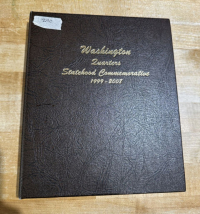 Washington
Quarters
Statehood Commemorative
1999-2008